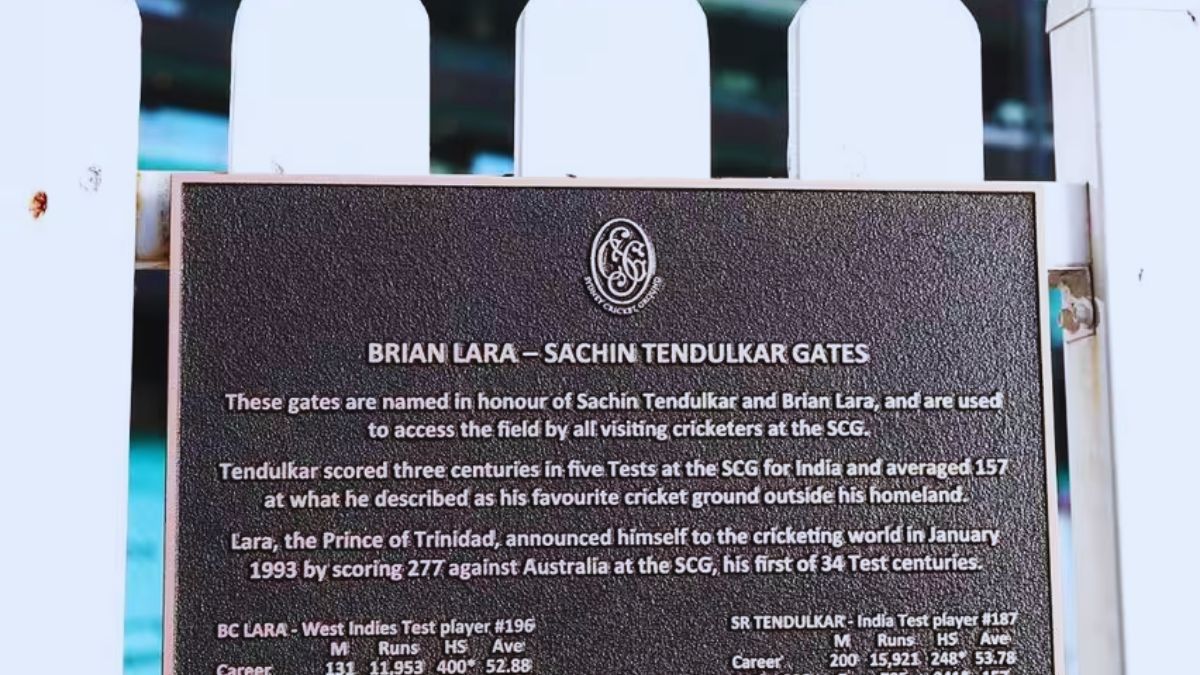 SYDNEY CRICKET GROUND
BRIAN LARA – SACHIN TENDULKAR GATES
These gates are named in honour of Sachin Tendulkar and Brian Lara, and are used
to access the field by all visiting cricketers at the SCG.
Tendulkar scored three centuries in five Tests at the SCG for India and averaged 157
at what he described as his favourite cricket ground outside his homeland.
Lara, the Prince of Trinidad, announced himself to the cricketing world in January
1993 by scoring 277 against Australia at the SCG, his first of 34 Test centuries.
BC LARA - West Indies Test player #196
M Runs HS Ave
Career 131 11,953 400* 52.88
SR TENDULKAR - India Test player #187
M Runs HS Ave
Career 200 15,921 248* 53.78